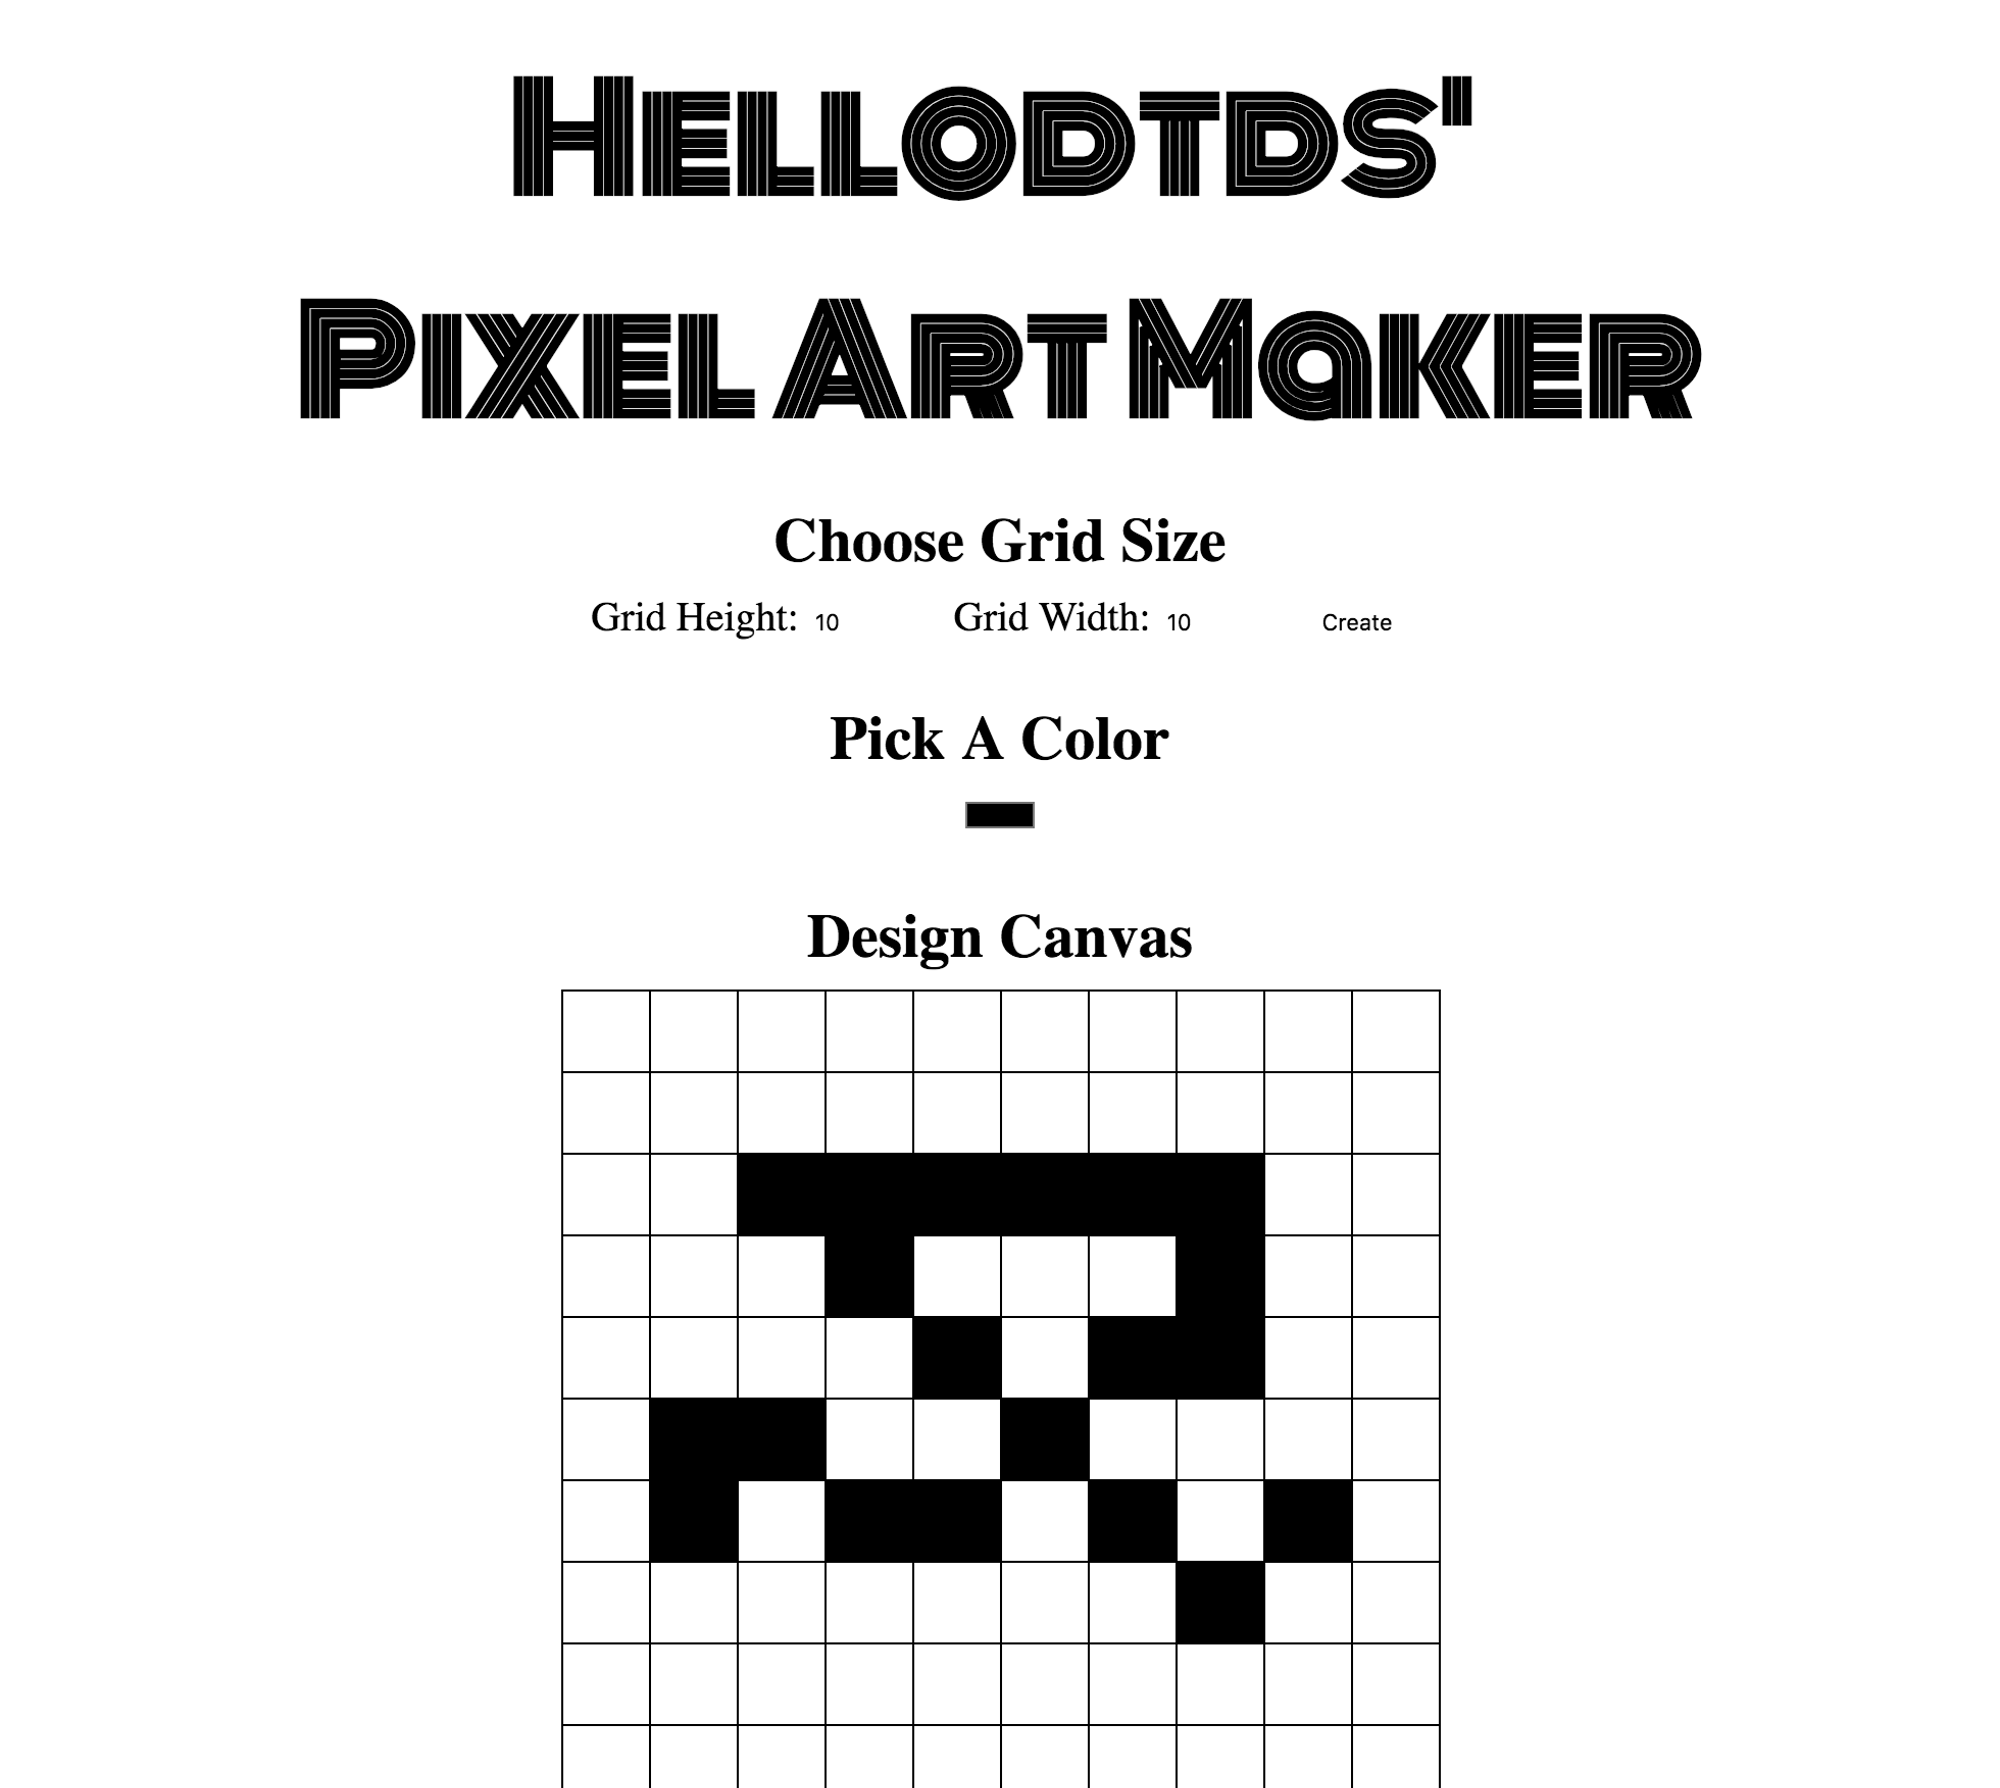 Hellodtds'
Pixel Art Maker
Choose Grid Size
Grid Height: 10 Grid Width: 10 Create
Pick A Color
Design Canvas